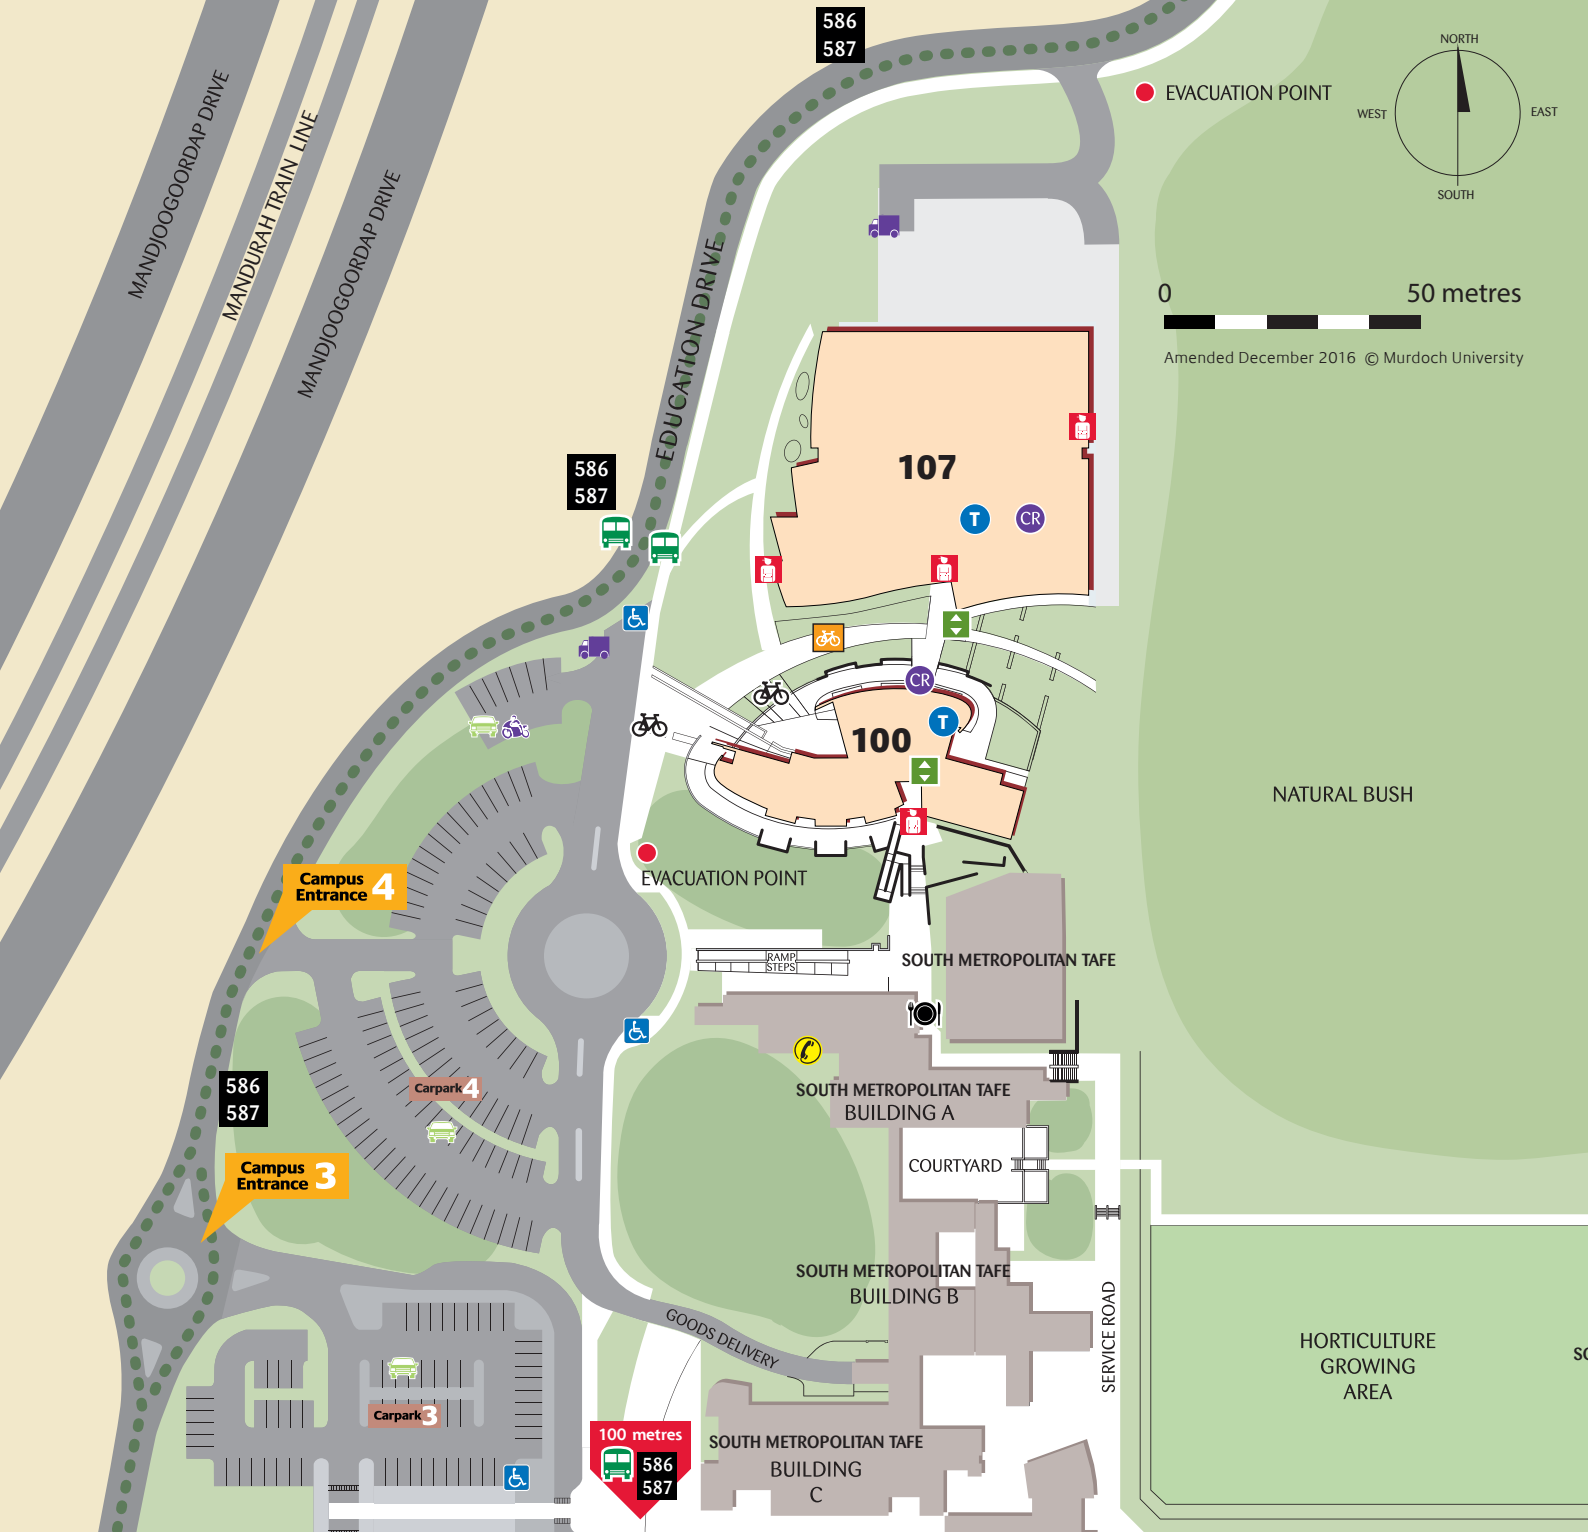 586
587
NORTH
WEST
EAST
SOUTH
EVACUATION POINT
MANDJOOGOORDAP DRIVE
MANDURAH TRAIN LINE
MANDJOOGOORDAP DRIVE
EDUCATION DRIVE
0
50 metres
Amended December 2016 © Murdoch University
586
587
107
T
CR
CR
T
100
NATURAL BUSH
EVACUATION POINT
Campus
Entrance 4
RAMP
STEPS
SOUTH METROPOLITAN TAFE
586
587
Carpark 4
SOUTH METROPOLITAN TAFE
BUILDING A
COURTYARD
Campus
Entrance 3
SOUTH METROPOLITAN TAFE
BUILDING B
SERVICE ROAD
GOODS DELIVERY
HORTICULTURE
GROWING
AREA
Carpark 3
100 metres
586
587
SOUTH METROPOLITAN TAFE
BUILDING
C